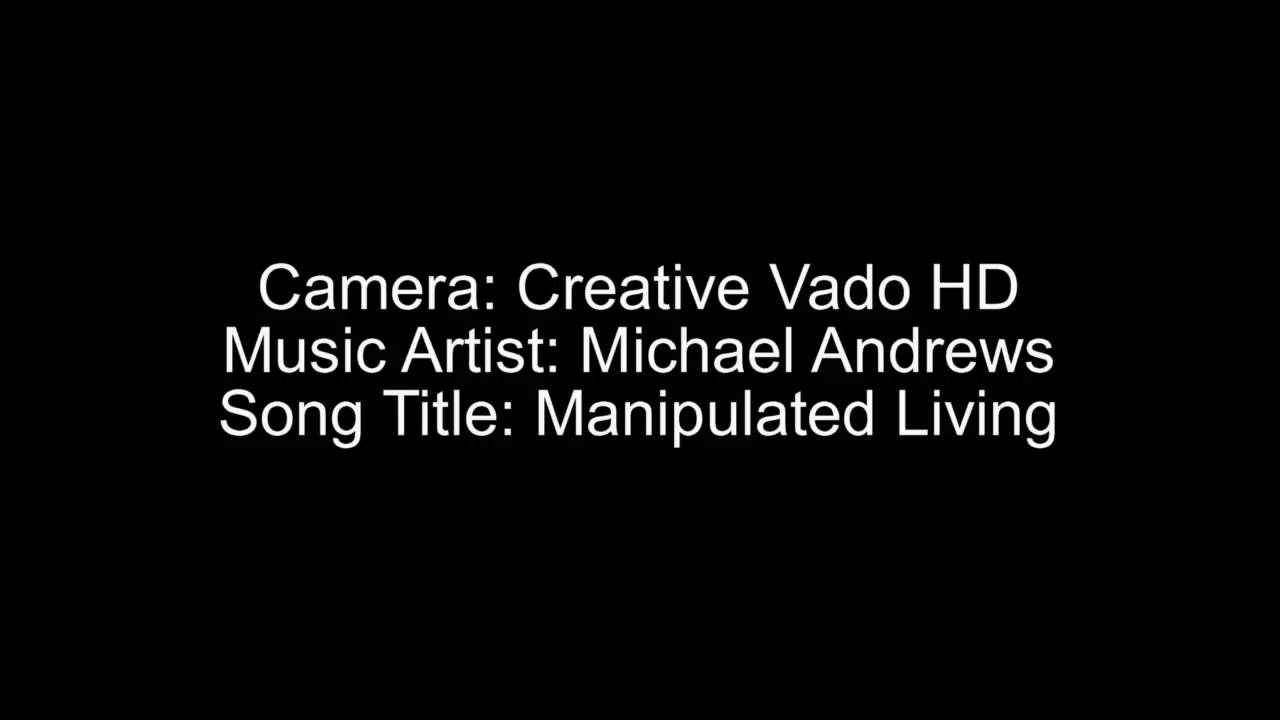 Camera: Creative Vado HD
Music Artist: Michael Andrews
Song Title: Manipulated Living